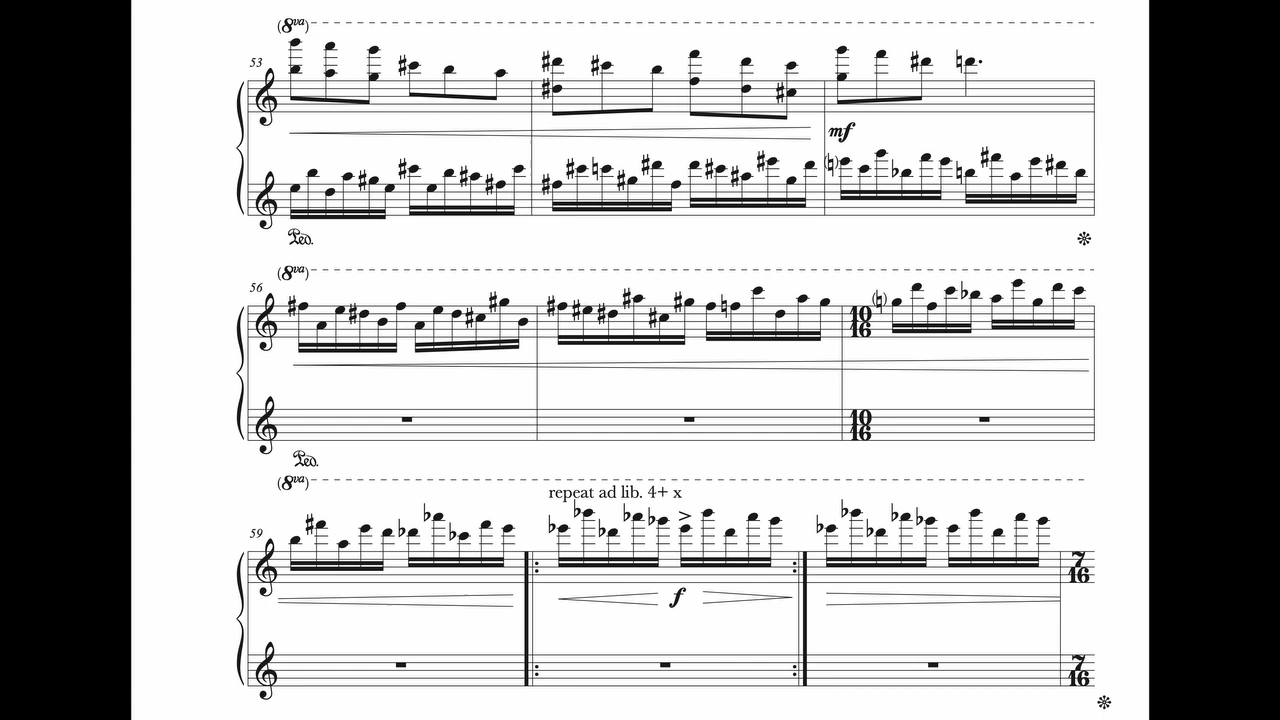 (8va)
53
mf
Ped.
(8va)
56
10
16
10
16
Ped.
(8va)
repeat ad lib. 4+ x
59
7
16
f
7
16